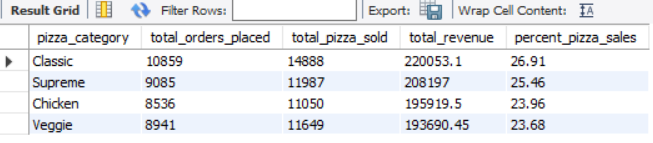 Result Grid Filter Rows: Export: Wrap Cell Content:
pizza_category total_orders_placed total_pizza_sold total_revenue percent_pizza_sales
Classic 10859 14888 220053.1 26.91
Supreme 9085 11987 208197 25.46
Chicken 8536 11050 195919.5 23.96
Veggie 8941 11649 193690.45 23.68